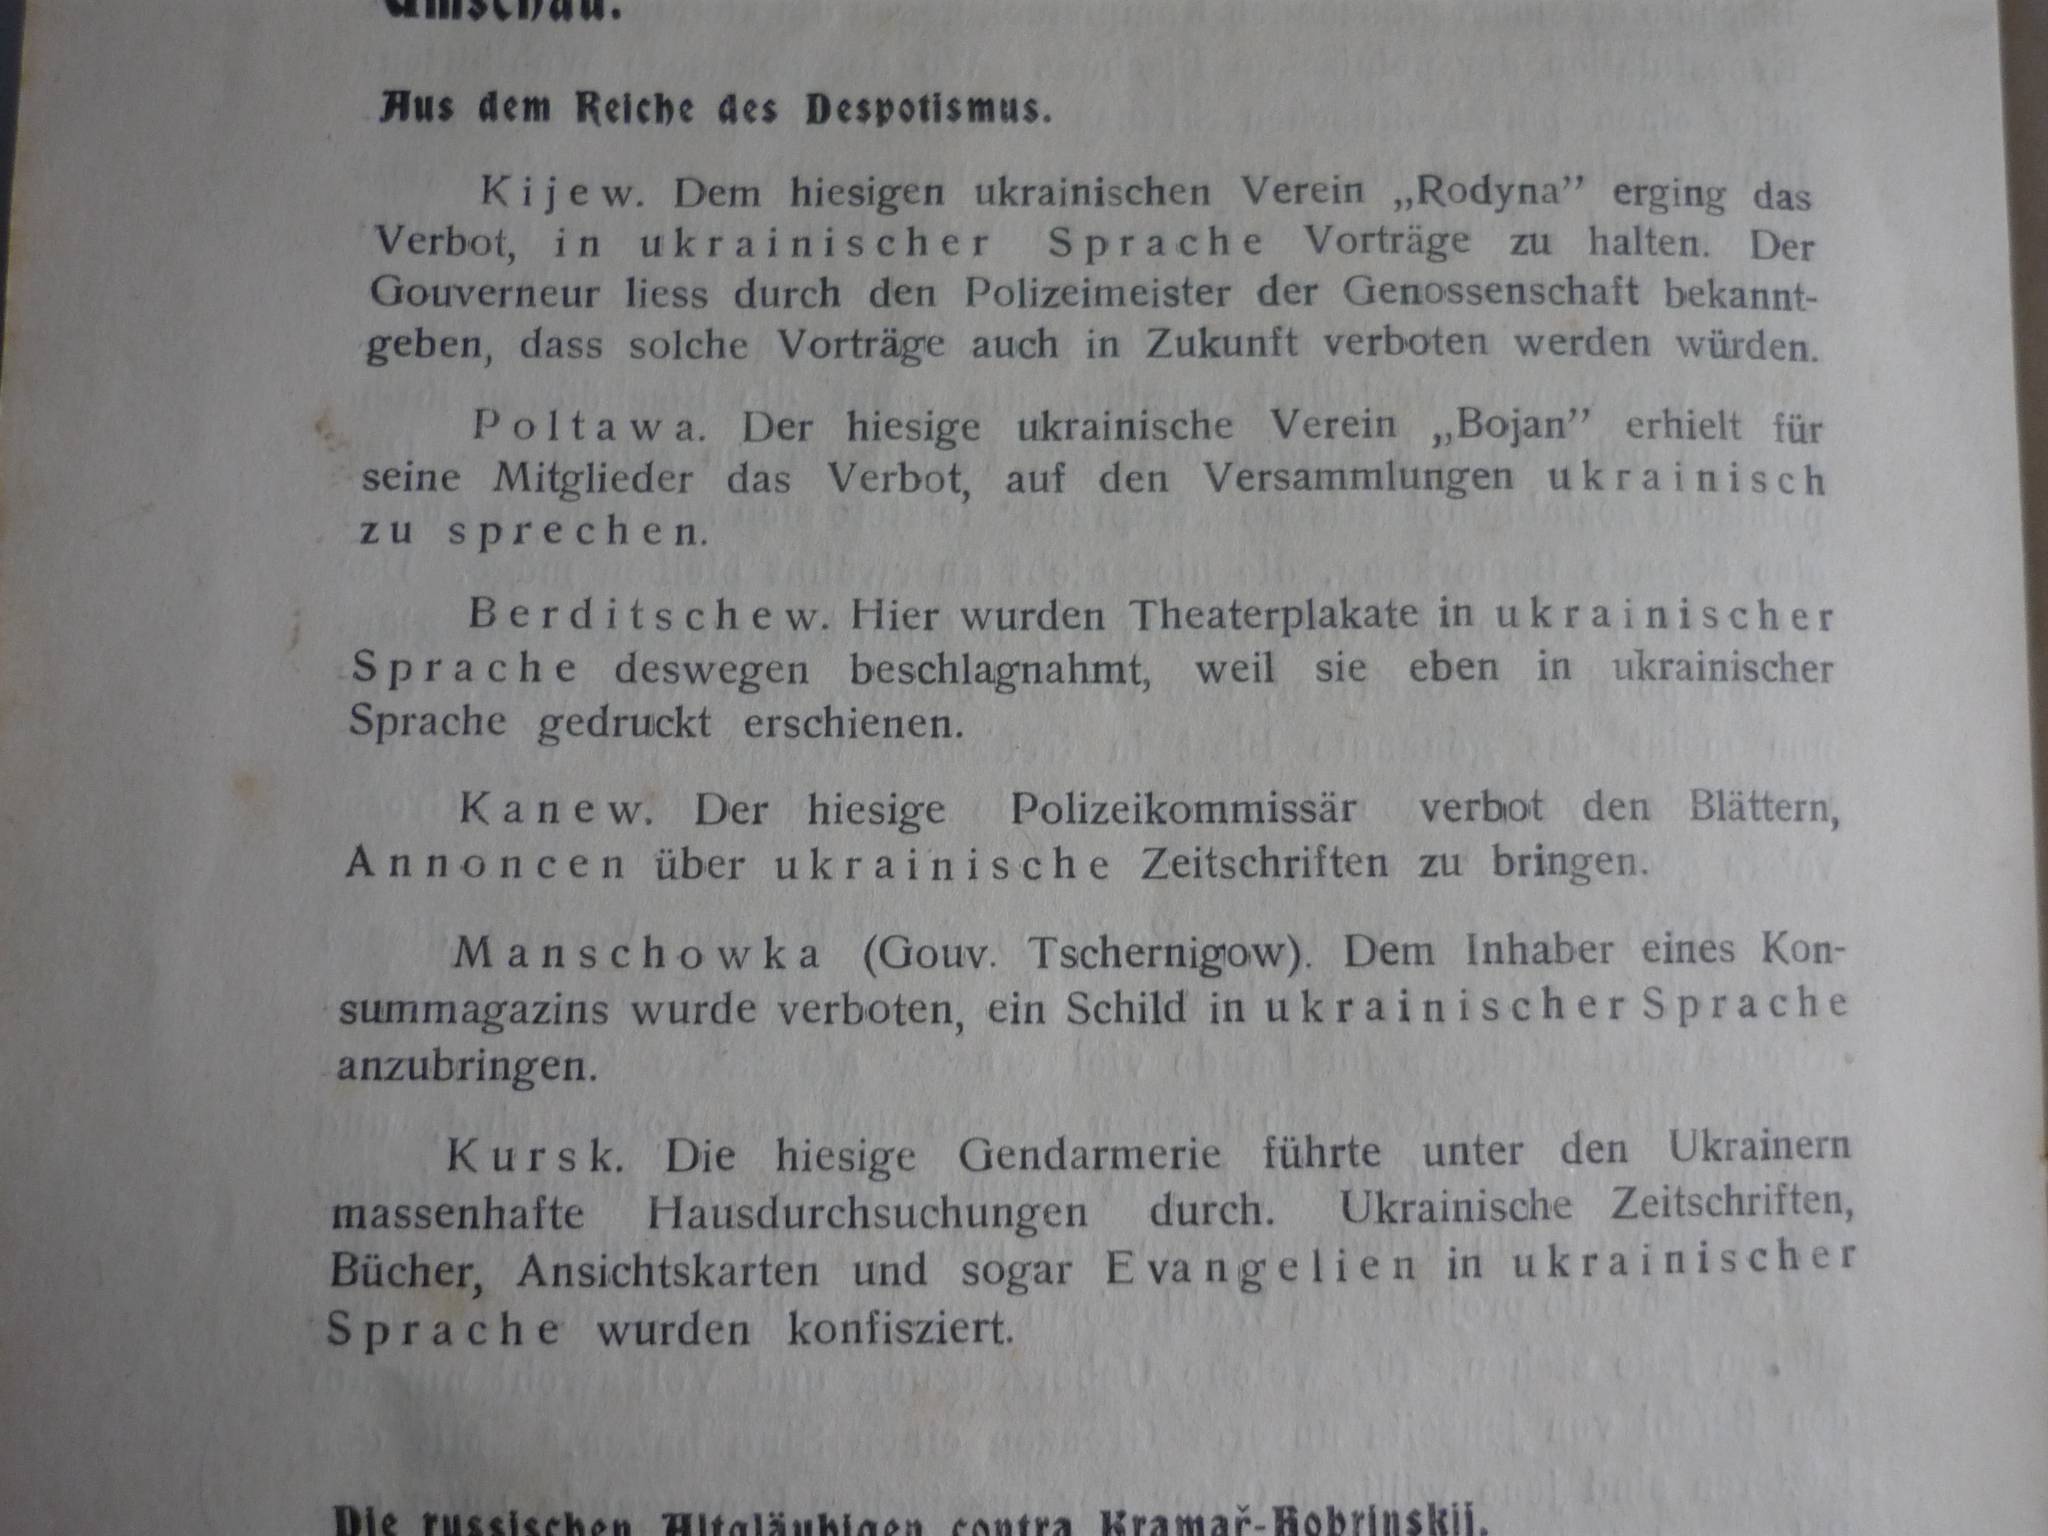 Umschau.
Aus dem Reiche des Despotismus.
Kijew. Dem hiesigen ukrainischen Verein „Rodyna” erging das
Verbot, in ukrainischer Sprache Vorträge zu halten. Der
Gouverneur liess durch den Polizeimeister der Genossenschaft bekannt-
geben, dass solche Vorträge auch in Zukunft verboten werden würden.
Poltawa. Der hiesige ukrainische Verein „Bojan” erhielt für
seine Mitglieder das Verbot, auf den Versammlungen ukrainisch
zu sprechen.
Berditschew. Hier wurden Theaterplakate in ukrainischer
Sprache deswegen beschlagnahmt, weil sie eben in ukrainischer
Sprache gedruckt erschienen.
Kanew. Der hiesige Polizeikommissär verbot den Blättern,
Annoncen über ukrainische Zeitschriften zu bringen.
Manschowka (Gouv. Tschernigow). Dem Inhaber eines Kon-
summagazins wurde verboten, ein Schild in ukrainischer Sprache
anzubringen.
Kursk. Die hiesige Gendarmerie führte unter den Ukrainern
massenhafte Hausdurchsuchungen durch. Ukrainische Zeitschriften,
Bücher, Ansichtskarten und sogar Evangelien in ukrainischer
Sprache wurden konfisziert.
Die russischen Altgläubigen contra Kramař-Bobrinskij.